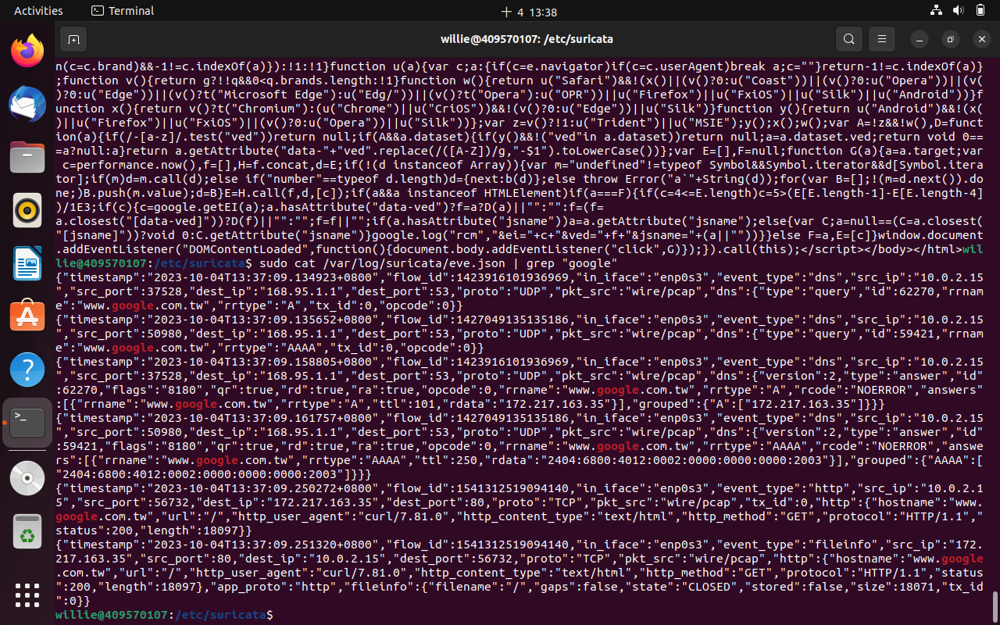 Activities
Terminal
4 13:38
willie@409570107: /etc/suricata
n(c=c.brand)&&-1!=c.indexOf(a)}):!1:!1}function u(a){var c;a:{if(c=e.navigator)if(c=c.userAgent)break a;c=""}return-1!=c.indexOf(a)}
;function v(){return g?!!q&&0<q.brands.length:!1}function w(){return u("Safari")&&!(x()||(v()?0:u("Coast"))||(v()?0:u("Opera"))||(v(
)?0:u("Edge"))||(v()?t("Microsoft Edge"):u("Edg/"))||(v()?t("Opera"):u("OPR"))||u("Firefox")||u("FxiOS")||u("Silk")||u("Android"))}f
unction x(){return v()?t("Chromium"):(u("Chrome")||u("CriOS"))&&!(v()?0:u("Edge"))||u("Silk")}function y(){return u("Android")&&!(x(
)||u("Firefox")||u("FxiOS")||(v()?0:u("Opera"))||u("Silk"))};var z=v()?!1:u("Trident")||u("MSIE");y();x();w();var A=!z&&!w(),D=func
tion(a){if(/-[a-z]/.test("ved"))return null;if(A&&a.dataset){if(y()&&!("ved"in a.dataset))return null;a=a.dataset.ved;return void 0==
=a?null:a}return a.getAttribute("data-"+"ved".replace(/([A-Z])/g,"-$1").toLowerCase())};var E=[],F=null;function G(a){a=a.target;var
c=performance.now(),f=[],H=f.concat,d=E;if(!(d instanceof Array)){var m="undefined"!=typeof Symbol&&Symbol.iterator&&d[Symbol.itera
tor];if(m)d=m.call(d);else if("number"==typeof d.length)d={next:b(d)};else throw Error("a`"+String(d));for(var B=[];!(m=d.next()).do
ne;)B.push(m.value);d=B}E=H.call(f,d,[c]);if(a&&a instanceof HTMLElement)if(a===F){if(c=4<=E.length)c=5>(E[E.length-1]-E[E.length-4]
)/1E3;if(c){c=google.getEI(a);a.hasAttribute("data-ved")?f=a?D(a)||"":"":f=(f=
a.closest("[data-ved]"))?D(f)||"":"";f=f||"";if(a.hasAttribute("jsname"))a=a.getAttribute("jsname");else{var C;a=null==(C=a.closest(
"[jsname]"))?void 0:C.getAttribute("jsname")}google.log("rcm","&ei="+c+"&ved="+f+"&jsname="+(a||""))}}else F=a,E=[c]}window.document
.addEventListener("DOMContentLoaded",function(){document.body.addEventListener("click",G)});}).call(this);</script></body></html>wil
lie@409570107:/etc/suricata$ sudo cat /var/log/suricata/eve.json | grep "google"
{"timestamp":"2023-10-04T13:37:09.134923+0800","flow_id":1423916101936969,"in_iface":"enp0s3","event_type":"dns","src_ip":"10.0.2.15
","src_port":37528,"dest_ip":"168.95.1.1","dest_port":53,"proto":"UDP","pkt_src":"wire/pcap","dns":{"type":"query","id":62270,"rrnam
e":"www.google.com.tw","rrtype":"A","tx_id":0,"opcode":0}}
{"timestamp":"2023-10-04T13:37:09.135652+0800","flow_id":1427049135135186,"in_iface":"enp0s3","event_type":"dns","src_ip":"10.0.2.15
","src_port":50980,"dest_ip":"168.95.1.1","dest_port":53,"proto":"UDP","pkt_src":"wire/pcap","dns":{"type":"query","id":59421,"rrnam
e":"www.google.com.tw","rrtype":"AAAA","tx_id":0,"opcode":0}}
{"timestamp":"2023-10-04T13:37:09.158805+0800","flow_id":1423916101936969,"in_iface":"enp0s3","event_type":"dns","src_ip":"10.0.2.15
","src_port":37528,"dest_ip":"168.95.1.1","dest_port":53,"proto":"UDP","pkt_src":"wire/pcap","dns":{"version":2,"type":"answer","id"
:62270,"flags":"8180","qr":true,"rd":true,"ra":true,"opcode":0,"rrname":"www.google.com.tw","rrtype":"A","rcode":"NOERROR","answers"
:[{"rrname":"www.google.com.tw","rrtype":"A","ttl":101,"rdata":"172.217.163.35"}],"grouped":{"A":["172.217.163.35"]}}}
{"timestamp":"2023-10-04T13:37:09.161757+0800","flow_id":1427049135135186,"in_iface":"enp0s3","event_type":"dns","src_ip":"10.0.2.15
","src_port":50980,"dest_ip":"168.95.1.1","dest_port":53,"proto":"UDP","pkt_src":"wire/pcap","dns":{"version":2,"type":"answer","id"
:59421,"flags":"8180","qr":true,"rd":true,"ra":true,"opcode":0,"rrname":"www.google.com.tw","rrtype":"AAAA","rcode":"NOERROR","answe
rs":[{"rrname":"www.google.com.tw","rrtype":"AAAA","ttl":250,"rdata":"2404:6800:4012:0002:0000:0000:0000:2003"}],"grouped":{"AAAA":[
"2404:6800:4012:0002:0000:0000:0000:2003"]}}}
{"timestamp":"2023-10-04T13:37:09.250272+0800","flow_id":1541312519094140,"in_iface":"enp0s3","event_type":"http","src_ip":"10.0.2.1
5","src_port":56732,"dest_ip":"172.217.163.35","dest_port":80,"proto":"TCP","pkt_src":"wire/pcap","tx_id":0,"http":{"hostname":"www.
google.com.tw","url":"/","http_user_agent":"curl/7.81.0","http_content_type":"text/html","http_method":"GET","protocol":"HTTP/1.1","
status":200,"length":18097}}
{"timestamp":"2023-10-04T13:37:09.251320+0800","flow_id":1541312519094140,"in_iface":"enp0s3","event_type":"fileinfo","src_ip":"172.
217.163.35","src_port":80,"dest_ip":"10.0.2.15","dest_port":56732,"proto":"TCP","pkt_src":"wire/pcap","http":{"hostname":"www.google
.com.tw","url":"/","http_user_agent":"curl/7.81.0","http_content_type":"text/html","http_method":"GET","protocol":"HTTP/1.1","status
":200,"length":18097},"app_proto":"http","fileinfo":{"filename":"/","gaps":false,"state":"CLOSED","stored":false,"size":18071,"tx_id
":0}}
willie@409570107:/etc/suricata$